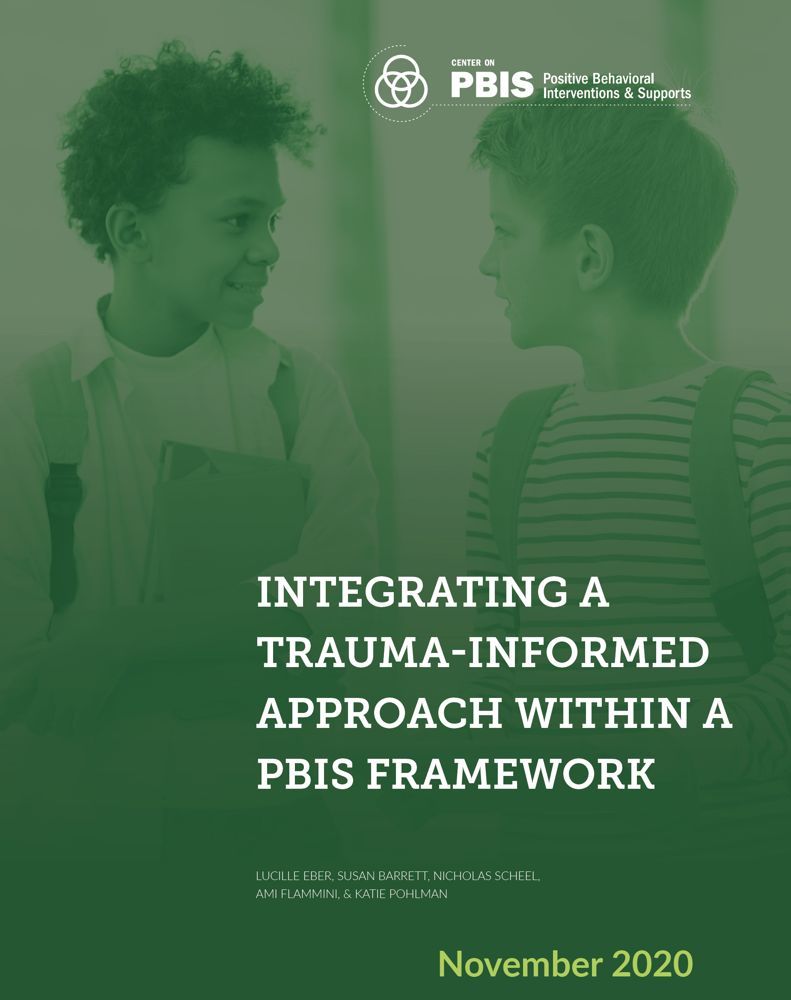 CENTER ON
PBIS
Positive Behavioral
Interventions & Supports
INTEGRATING A
TRAUMA-INFORMED
APPROACH WITHIN A
PBIS FRAMEWORK
LUCILLE EBER, SUSAN BARRETT, NICHOLAS SCHEEL,
AMI FLAMMINI, & KATIE POHLMAN
November 2020